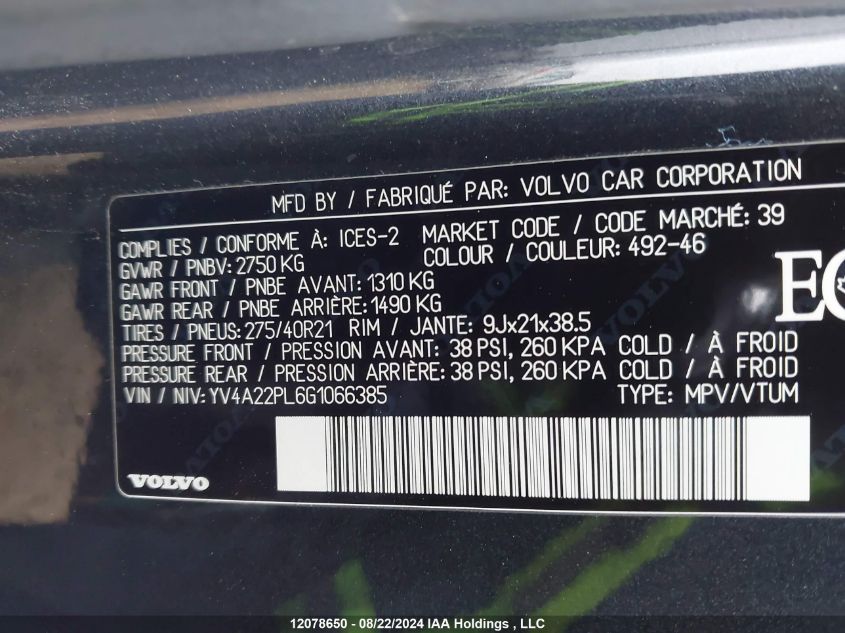 MFD BY / FABRIQUÉ PAR: VOLVO CAR CORPORATION
COMPLIES / CONFORME À: ICES-2 MARKET CODE / CODE MARCHÉ: 39
GVWR / PNBV: 2750 KG COLOUR / COULEUR: 492-46
GAWR FRONT / PNBE AVANT: 1310 KG
GAWR REAR / PNBE ARRIÈRE: 1490 KG
TIRES / PNEUS: 275/40R21 RIM / JANTE: 9Jx21x38.5
PRESSURE FRONT / PRESSION AVANT: 38 PSI, 260 KPA COLD / À FROID
PRESSURE REAR / PRESSION ARRIÈRE: 38 PSI, 260 KPA COLD / À FROID
VIN / NIV: YV4A22PL6G1066385 TYPE: MPV/VTUM
VOLVO
12078650 - 08/22/2024 IAA Holdings , LLC